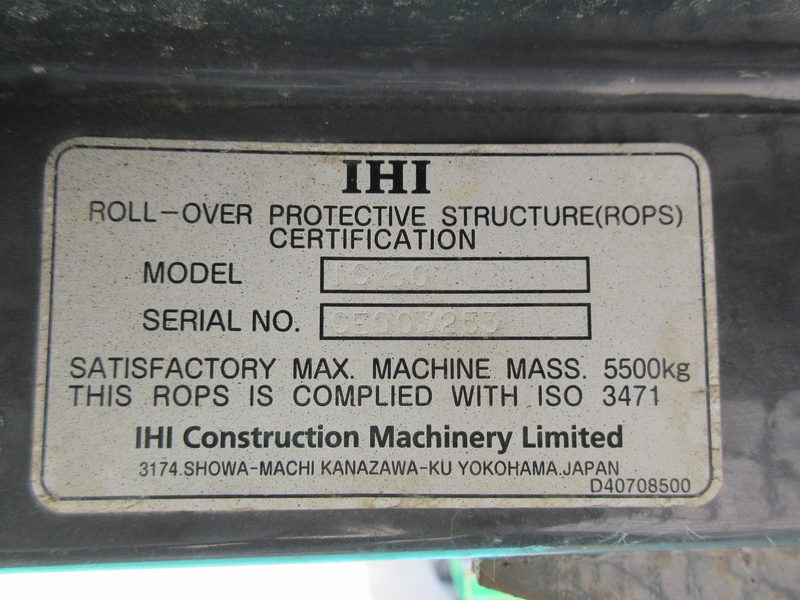 IHI
ROLL-OVER PROTECTIVE STRUCTURE(ROPS)
CERTIFICATION
MODEL
SERIAL NO.
SATISFACTORY MAX. MACHINE MASS. 5500kg
THIS ROPS IS COMPLIED WITH ISO 3471
IHI Construction Machinery Limited
3174.SHOWA-MACHI KANAZAWA-KU YOKOHAMA.JAPAN
D40708500